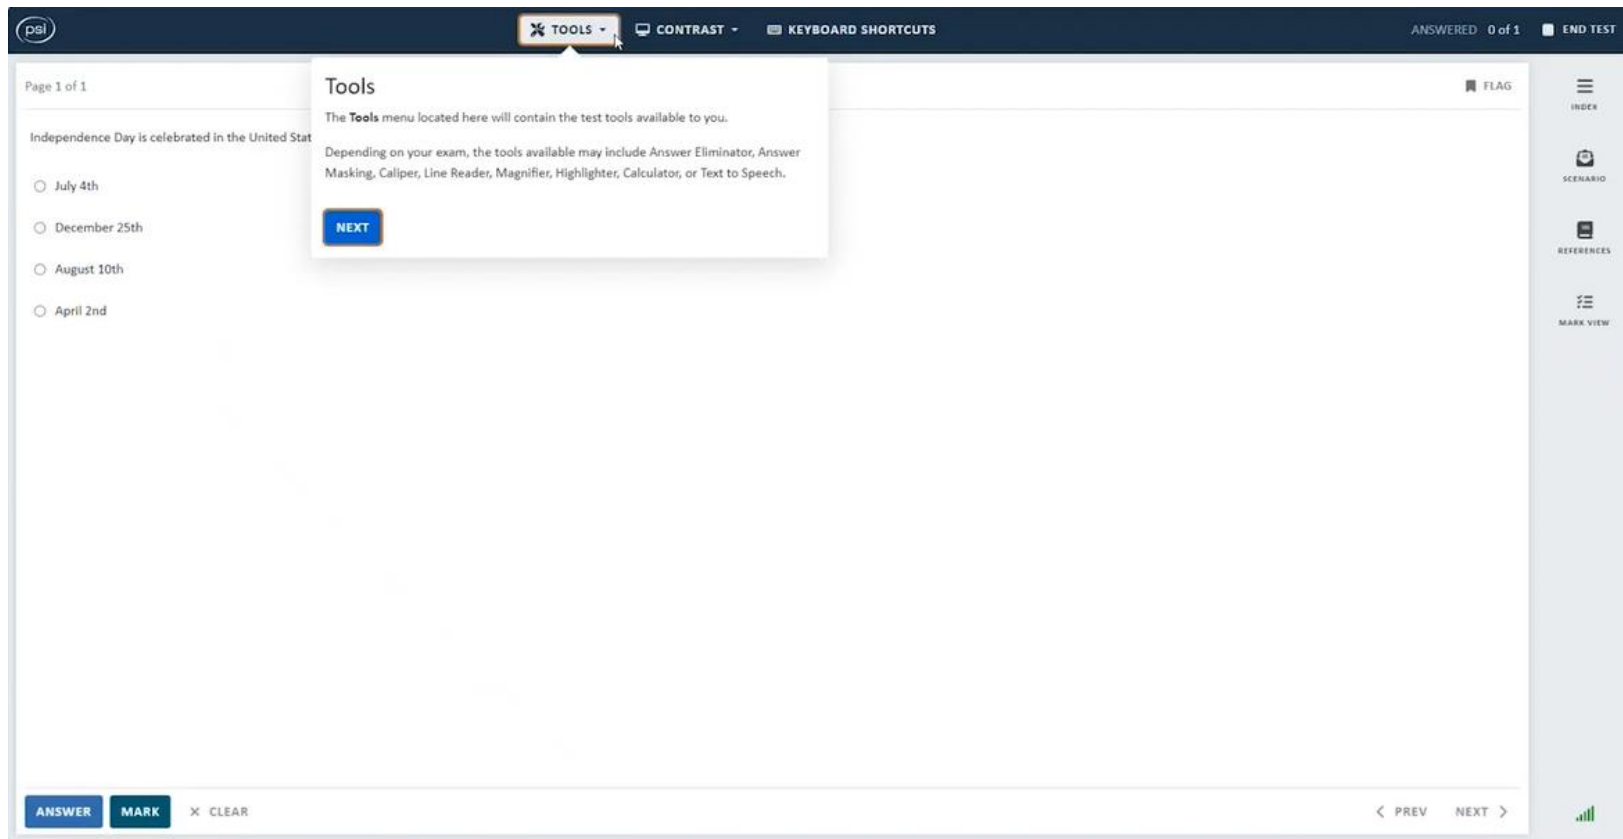 psi
TOOLS
CONTRAST
KEYBOARD SHORTCUTS
ANSWERED 0 of 1
END TEST
Page 1 of 1
FLAG
Independence Day is celebrated in the United Stat
July 4th
December 25th
August 10th
April 2nd
Tools
The Tools menu located here will contain the test tools available to you.
Depending on your exam, the tools available may include Answer Eliminator, Answer
Masking, Caliper, Line Reader, Magnifier, Highlighter, Calculator, or Text to Speech.
NEXT
INDEX
SCENARIO
REFERENCES
MARK VIEW
ANSWER
MARK
CLEAR
PREV
NEXT